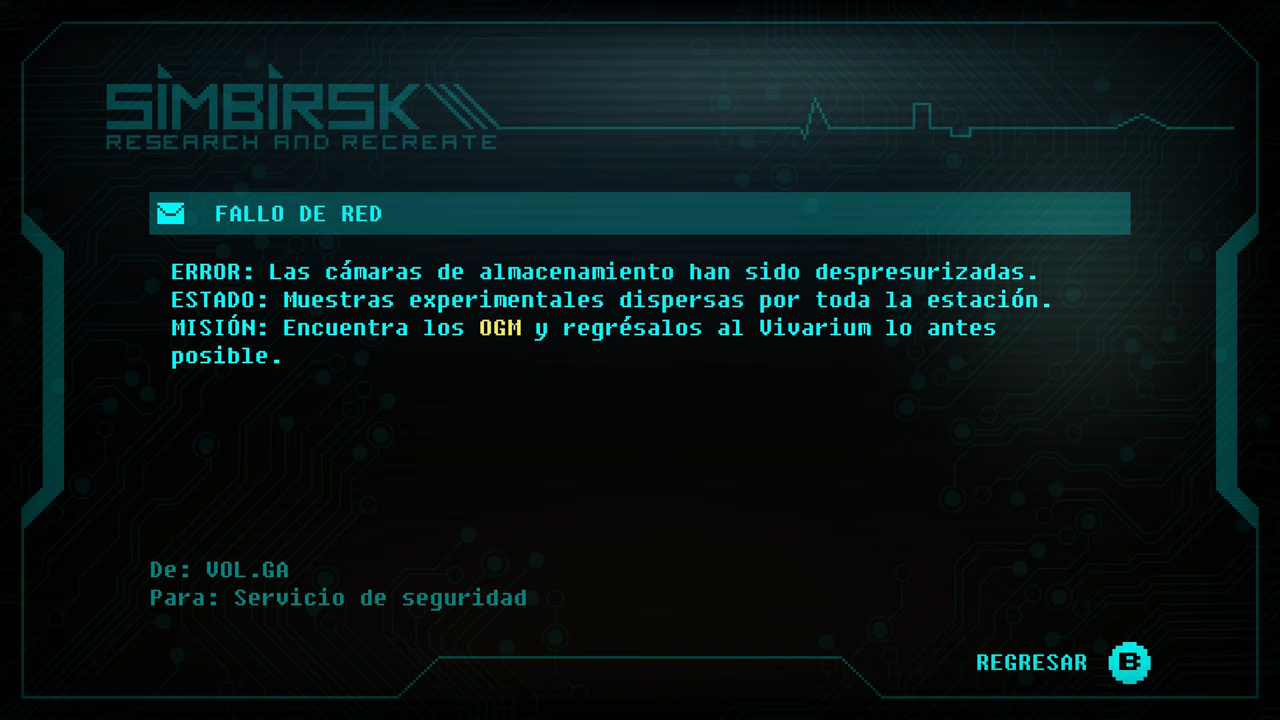 SIMBIRSK
RESEARCH AND RECREATE
FALLO DE RED
ERROR: Las cámaras de almacenamiento han sido despresurizadas.
ESTADO: Muestras experimentales dispersas por toda la estación.
MISIÓN: Encuentra los OGM y regrésalos al Vivarium lo antes
posible.
De: VOL.GA
Para: Servicio de seguridad
REGRESAR B